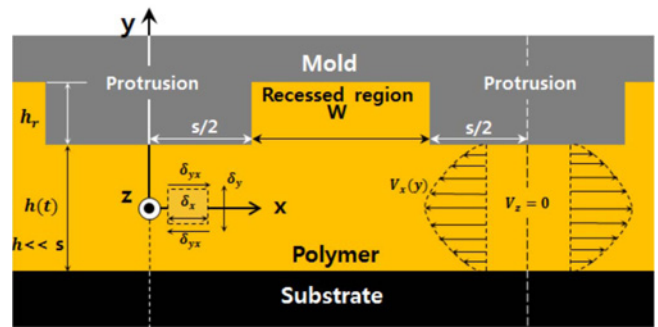 y
Mold
Protrusion
Protrusion
Recessed region
W
h_r
s/2
s/2
δ_yx
δ_y
V_x(y)
V_z = 0
h(t)
z
δ_x
x
h<< s
δ_yx
Polymer
Substrate